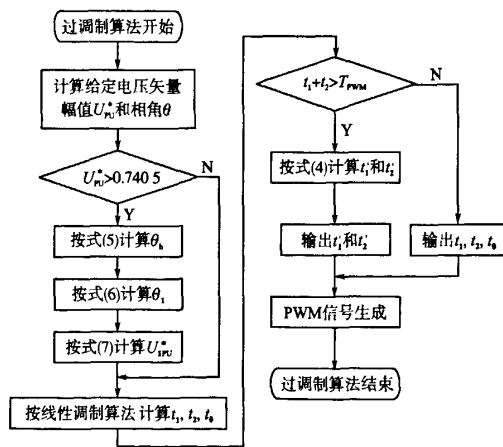 过调制算法开始
计算给定电压矢量
幅值U*PU和相角θ
U*PU>0.740 5
N
Y
按式(5)计算θh
按式(6)计算θ1
按式(7)计算U*1PU
按线性调制算法 计算t1, t2, t0
t1+t2>TPWM
N
Y
按式(4)计算t1′和t2′
输出t1′和t2′
输出t1, t2, t0
PWM信号生成
过调制算法结束